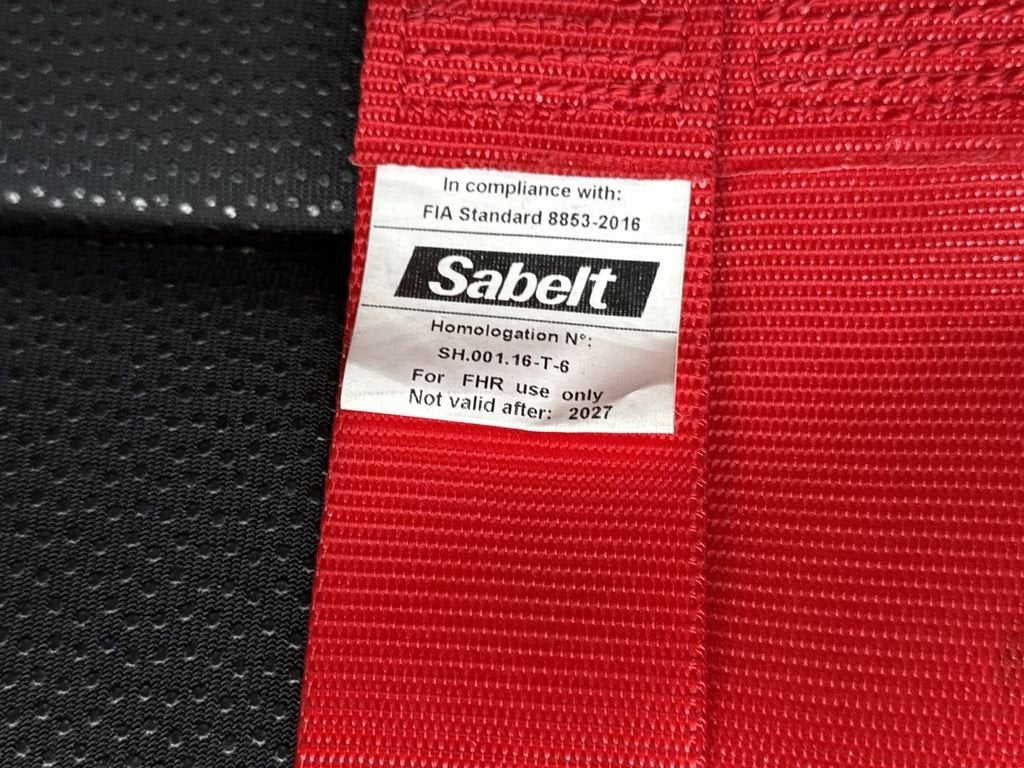 In compliance with:
FIA Standard 8853-2016
Sabelt
Homologation N°:
SH.001.16-T-6
For FHR use only
Not valid after: 2027